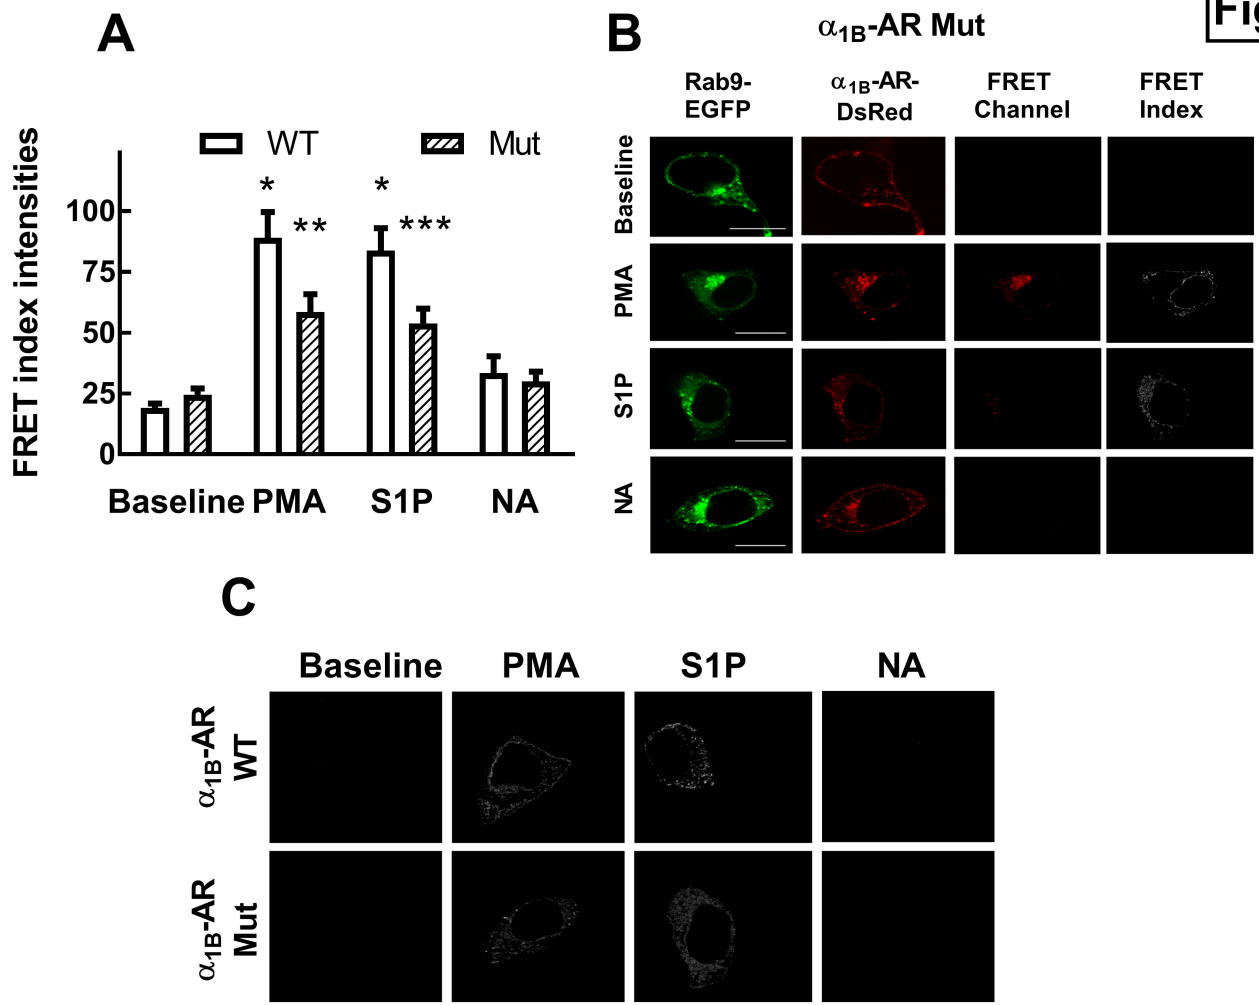 A
WT
Mut
FRET index intensities
100
75
50
25
0
*
**
*
***
Baseline PMA S1P NA
B
α1B-AR Mut
Rab9-
EGFP
α1B-AR-
DsRed
FRET
Channel
FRET
Index
Baseline
PMA
S1P
NA
C
Baseline PMA S1P NA
α1B-AR
WT
α1B-AR
Mut